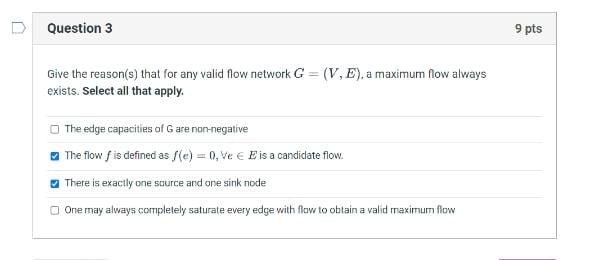 Question 3
9 pts
Give the reason(s) that for any valid flow network G = (V, E), a maximum flow always
exists. Select all that apply.
The edge capacities of G are non-negative
The flow f is defined as f(e) = 0, ∀e ∈ E is a candidate flow.
There is exactly one source and one sink node
One may always completely saturate every edge with flow to obtain a valid maximum flow